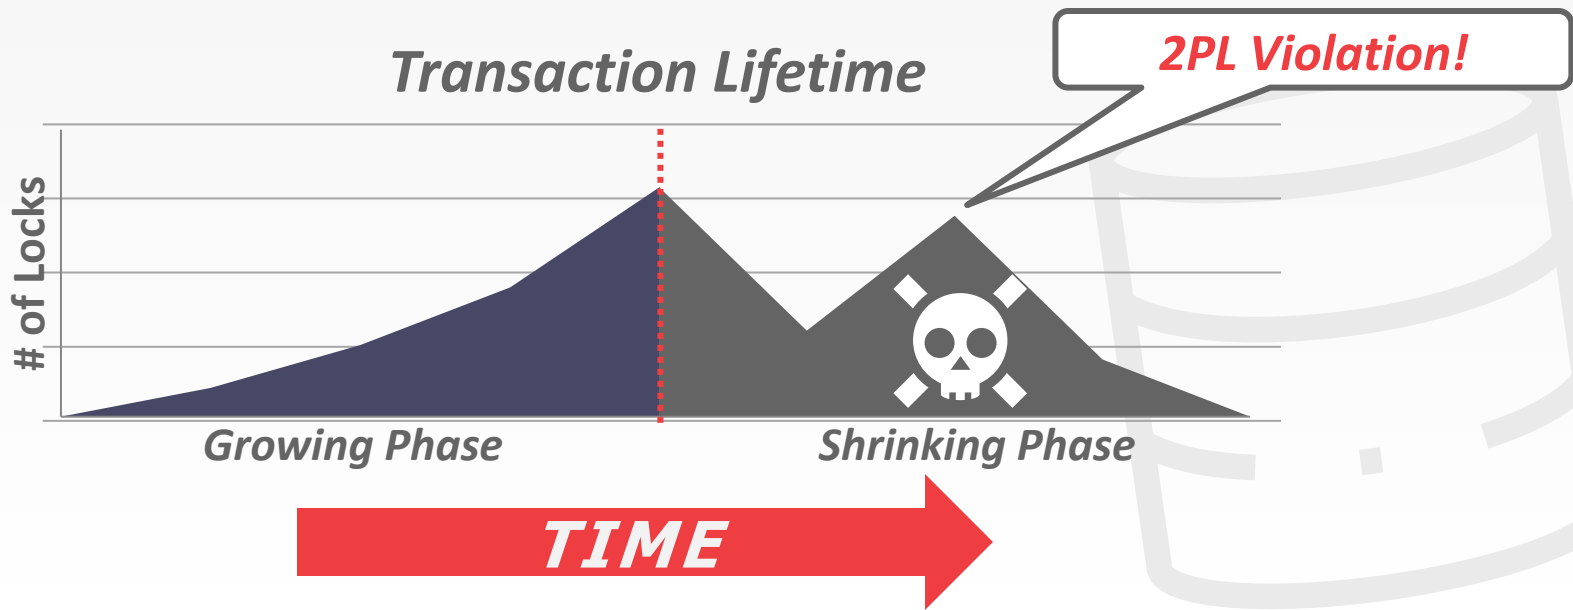 Transaction Lifetime
2PL Violation!
# of Locks
Growing Phase
Shrinking Phase
TIME